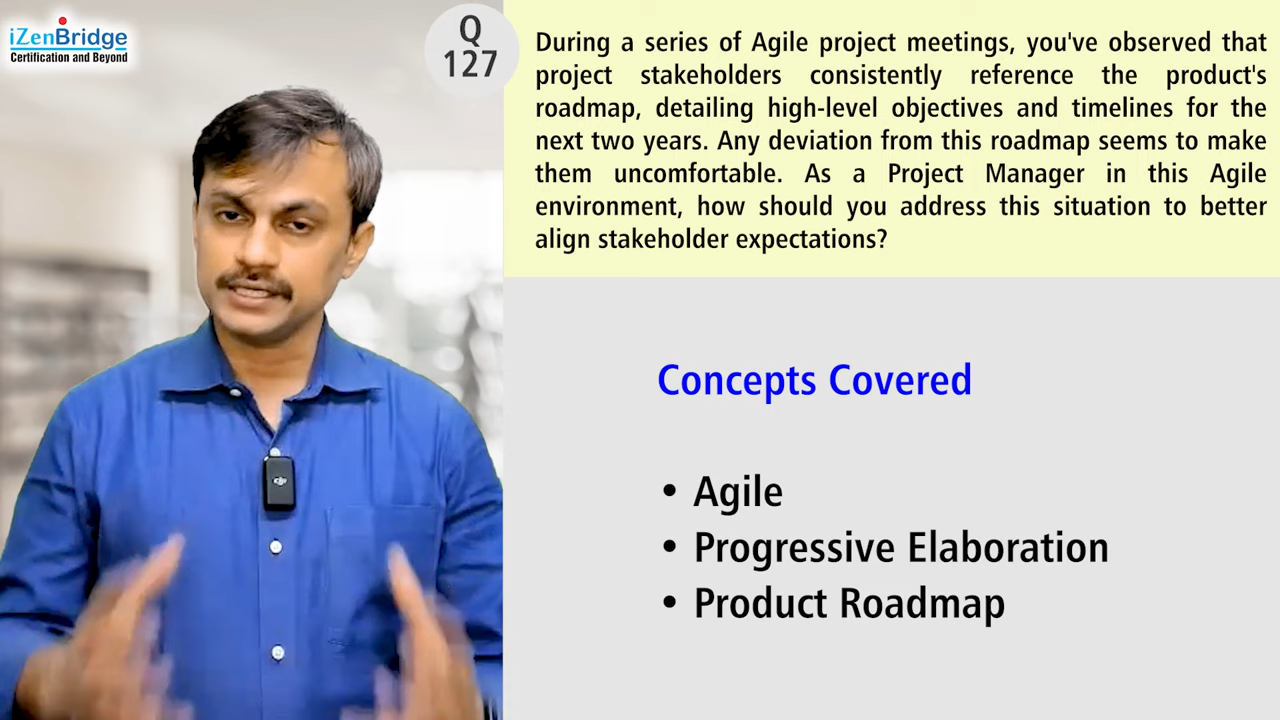 iZenBridge
Certification and Beyond
Q
127
During a series of Agile project meetings, you've observed that
project stakeholders consistently reference the product's
roadmap, detailing high-level objectives and timelines for the
next two years. Any deviation from this roadmap seems to make
them uncomfortable. As a Project Manager in this Agile
environment, how should you address this situation to better
align stakeholder expectations?
Concepts Covered
• Agile
• Progressive Elaboration
• Product Roadmap